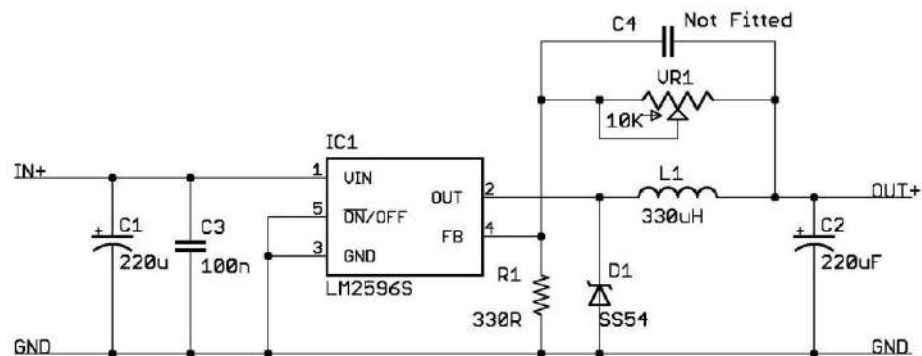 C4
Not Fitted
VR1
10K
IC1
IN+
1
VIN
OUT
2
L1
330uH
OUT+
C1
220u
C3
100n
5
ON/OFF
FB
4
3
GND
LM2596S
R1
330R
D1
SS54
C2
220uF
+
+
GND
GND